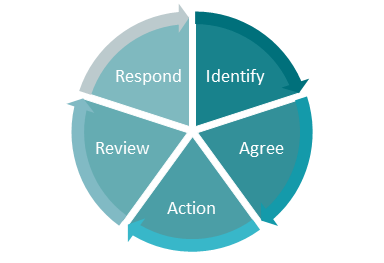 Respond
Identify
Review
Agree
Action